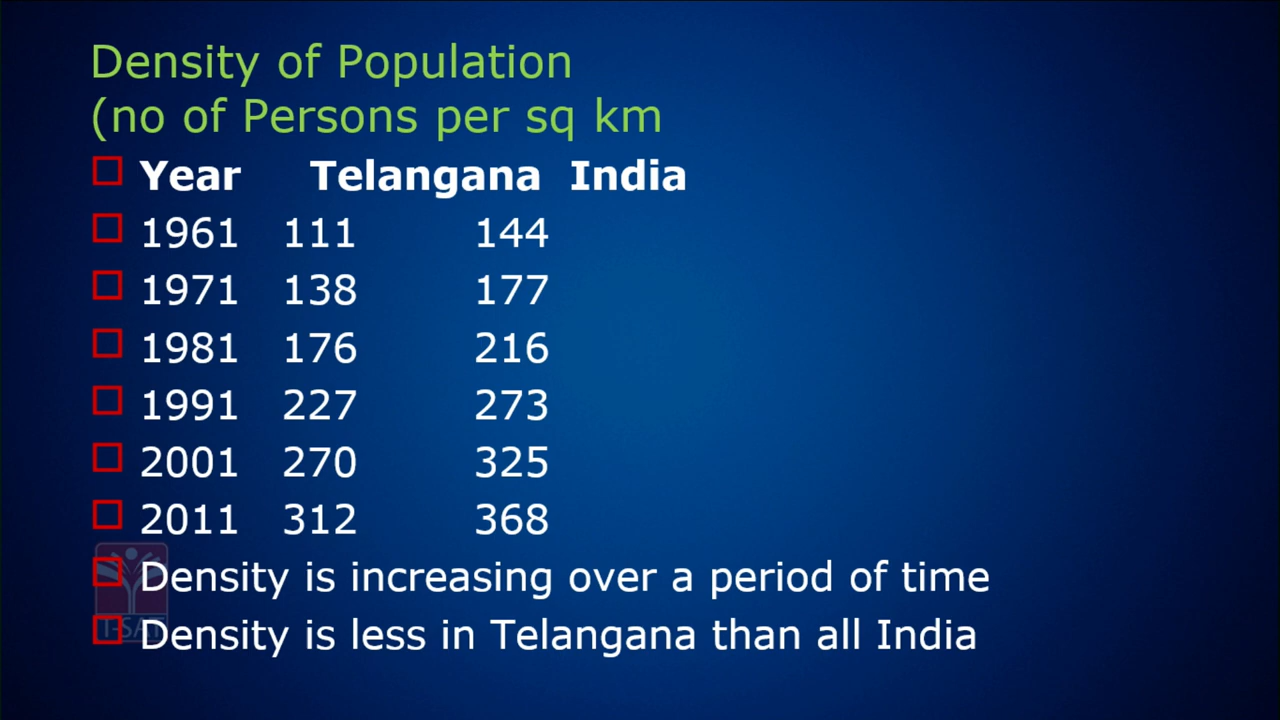 Density of Population
(no of Persons per sq km
Year Telangana India
1961 111 144
1971 138 177
1981 176 216
1991 227 273
2001 270 325
2011 312 368
Density is increasing over a period of time
Density is less in Telangana than all India
T-SAT